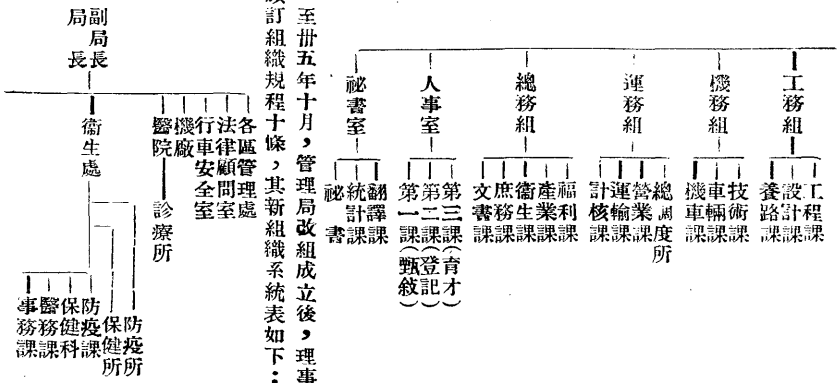 工務組
工程課
設計課
養路課
機務組
技術課
車輛課
機車課
運務組
總調度所
營業課
運輸課
計核課
總務組
福利課
產業課
衞生課
庶務課
文書課
人事室
第三課(育才)
第二課(登記)
第一課(甄敍)
祕書室
翻譯課
統計課
祕書
至卅五年十月,管理局改組成立後,理事
訂組織規程十條,其新組織系統表如下:
副局長
局長
各區管理處
法律顧問室
行車安全室
機廠
醫院
診療所
衞生處
防疫所
保健所
防疫課
保健科
醫務課
事務課